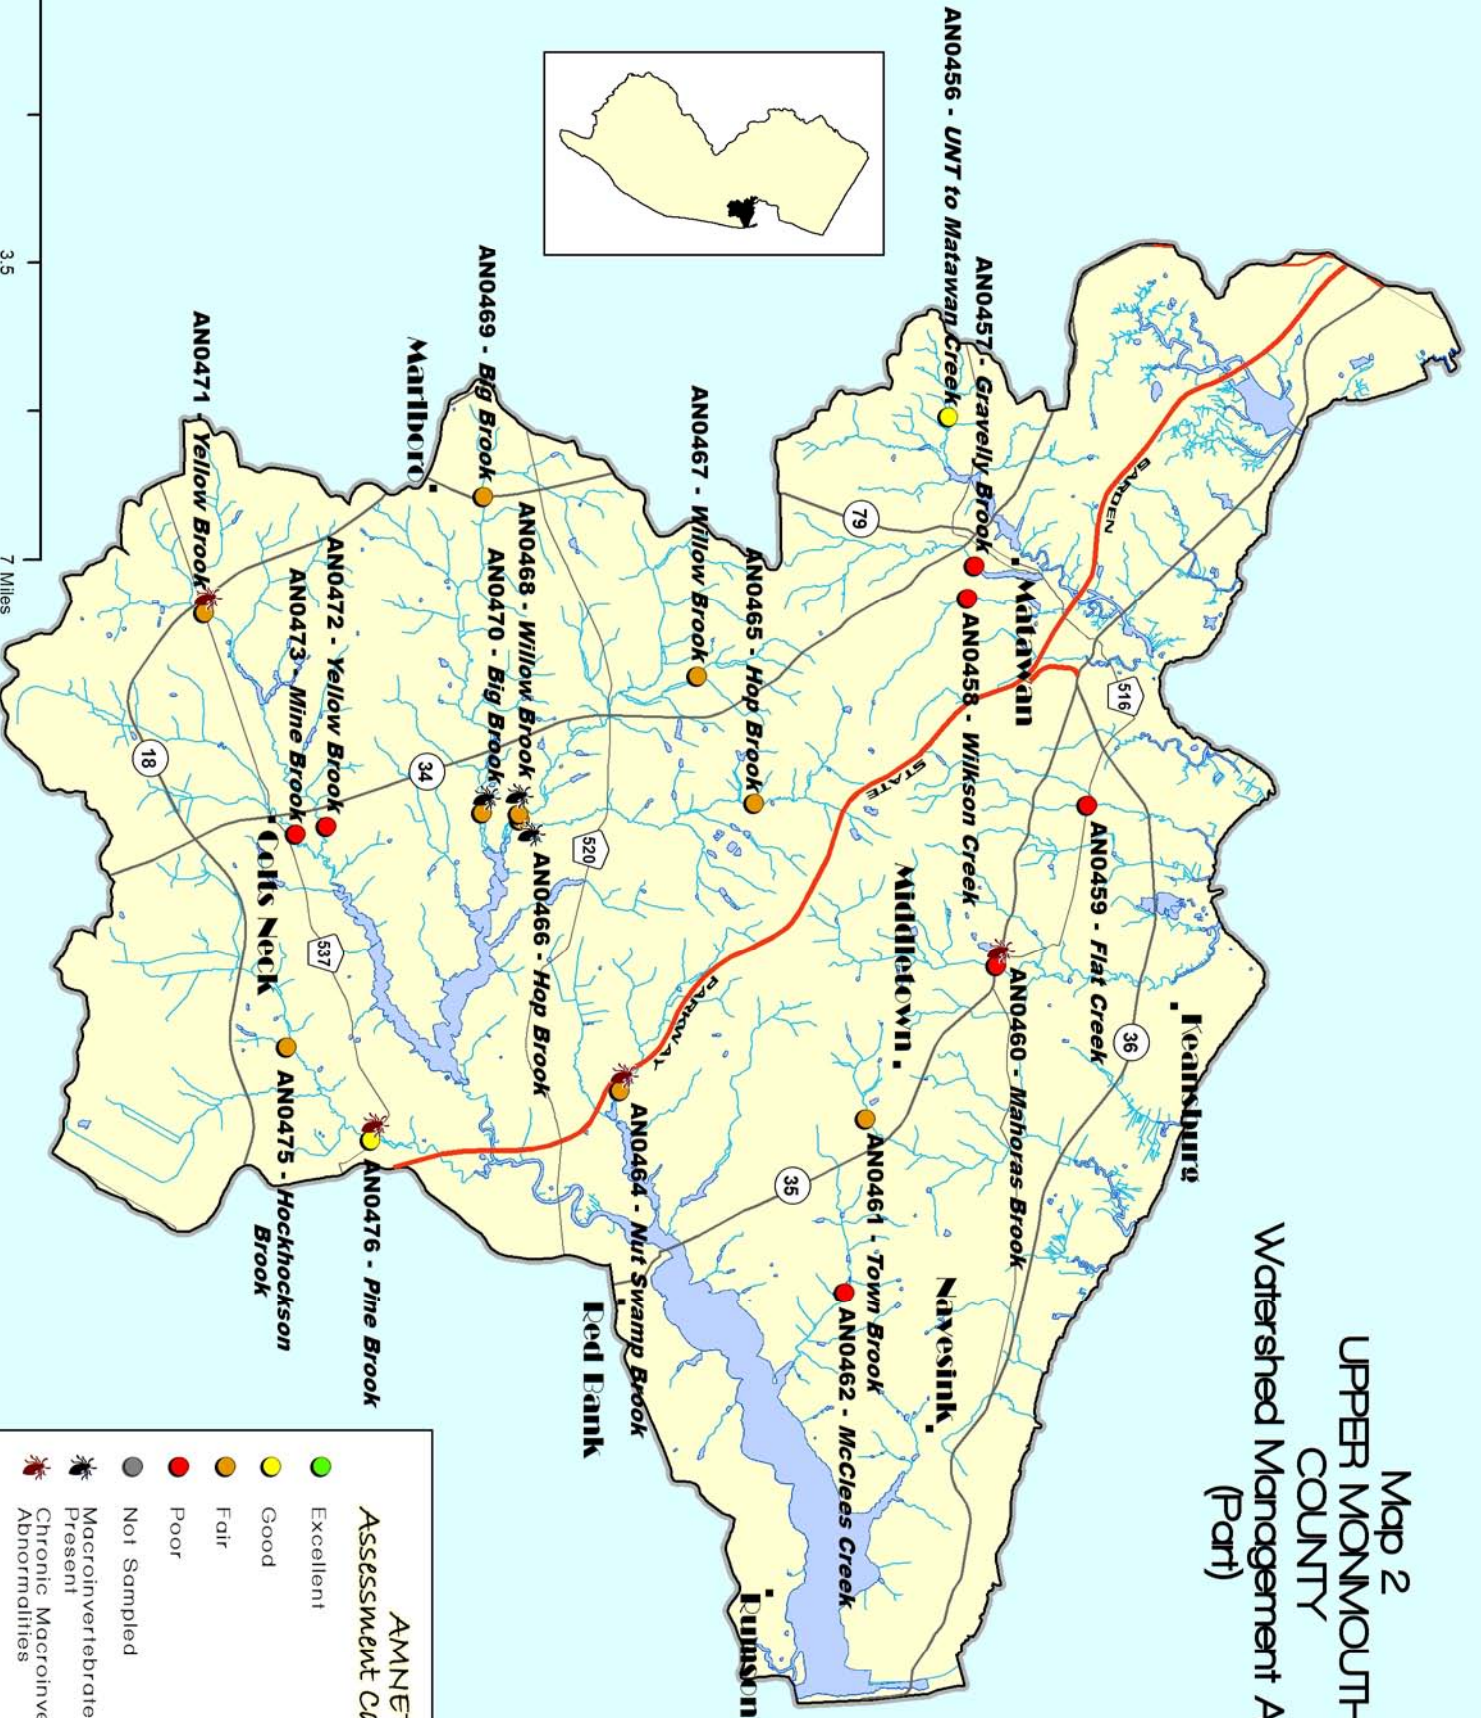 Map 2
UPPER MONMOUTH
COUNTY
Watershed Management A
(Part)
Keansburg
36
516
AN0459 - Flat Creek
Matawan
GARDEN
STATE
PARKWAY
AN0460 - Mahoras Brook
AN0457 - Gravelly Brook
AN0458 - Wilkson Creek
AN0456 - UNT to Matawan Creek
Navesink
Middletown
79
AN0461 - Town Brook
AN0462 - McClees Creek
35
AN0465 - Hop Brook
Rumson
AN0467 - Willow Brook
AN0464 - Nut Swamp Brook
Red Bank
520
AN0466 - Hop Brook
AN0468 - Willow Brook
AN0470 - Big Brook
AN0469 - Big Brook
Marlboro
34
AN0476 - Pine Brook
AN0472 - Yellow Brook
537
AN0473 - Mine Brook
AN0475 - Hockhockson
Brook
Colts Neck
AN0471 - Yellow Brook
18
3.5
7 Miles
AMNE
Assessment
Excellent
Good
Fair
Poor
Not Sampled
Macroinvertebrate
Present
Chronic Macroinve
Abnormalities